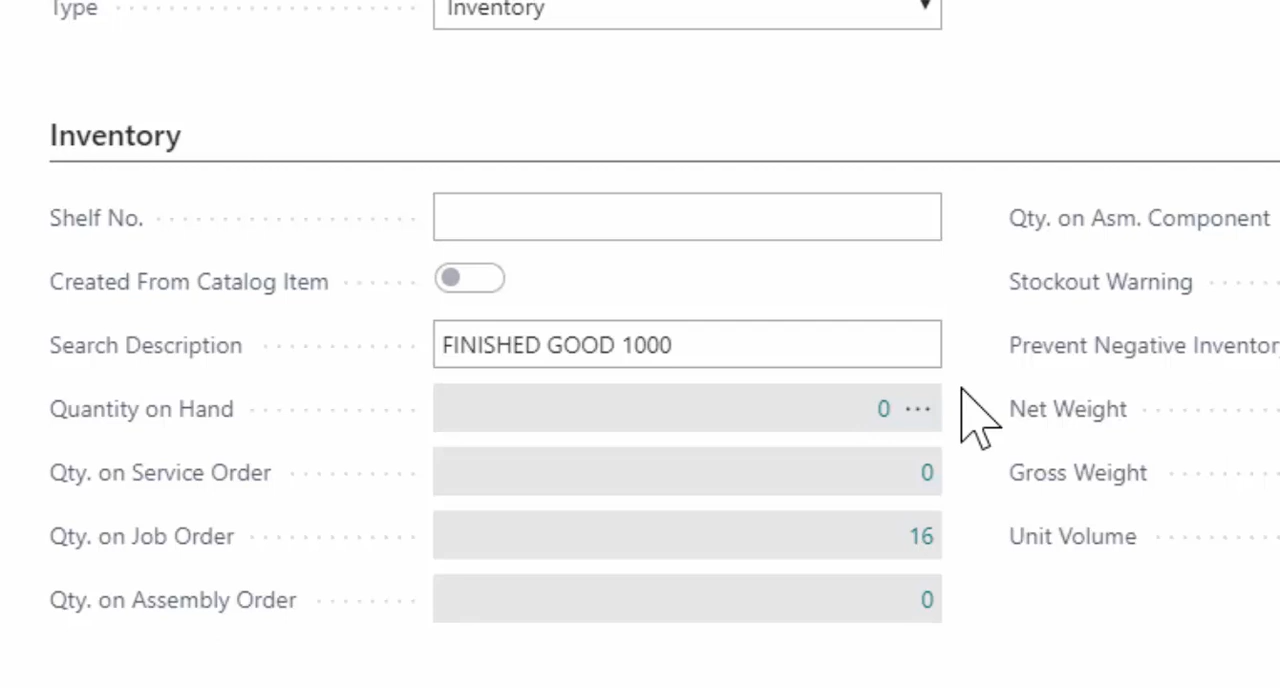 Type
Inventory
Inventory
Shelf No.
Qty. on Asm. Component
Created From Catalog Item
Stockout Warning
Search Description
FINISHED GOOD 1000
Prevent Negative Inventor
Quantity on Hand
0 ···
Net Weight
Qty. on Service Order
0
Gross Weight
Qty. on Job Order
16
Unit Volume
Qty. on Assembly Order
0